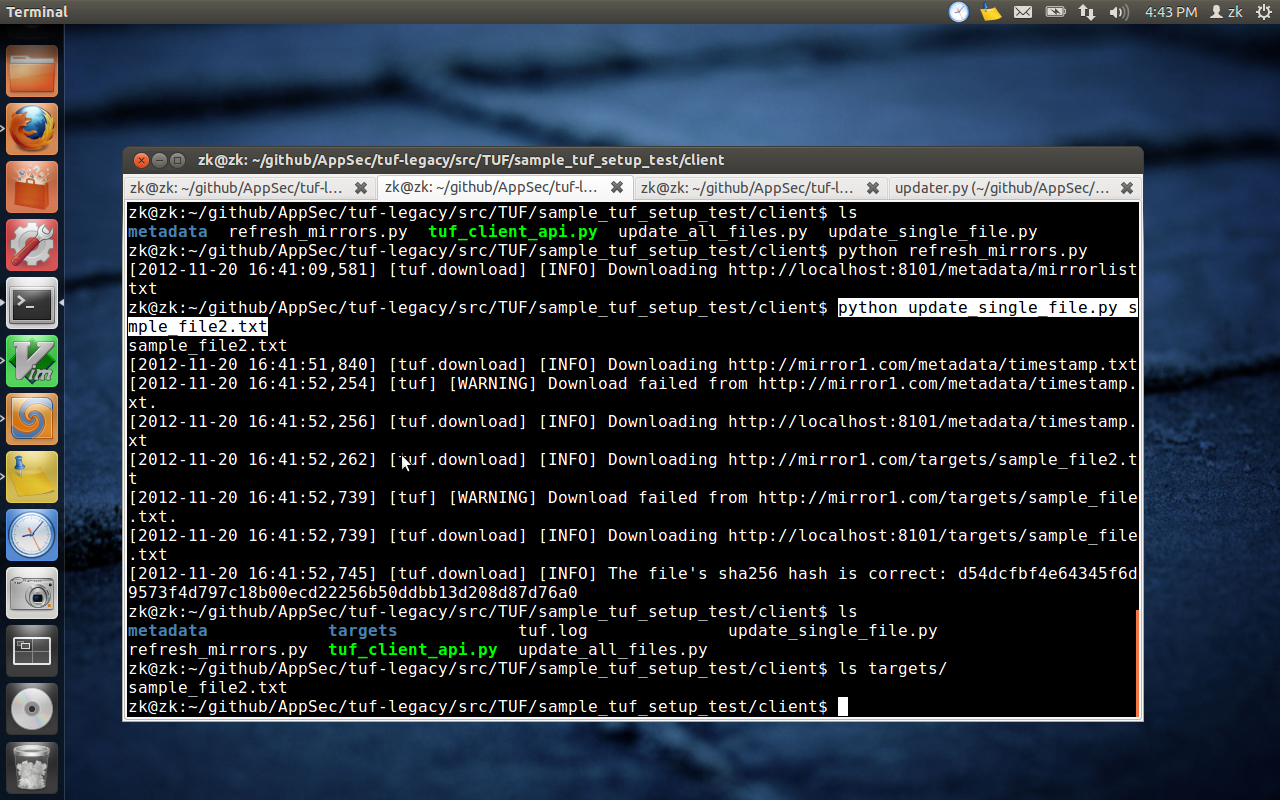 Terminal
4:43 PM
zk
zk@zk: ~/github/AppSec/tuf-legacy/src/TUF/sample_tuf_setup_test/client
zk@zk: ~/github/AppSec/tuf-l...
zk@zk: ~/github/AppSec/tuf-l...
zk@zk: ~/github/AppSec/tuf-l...
updater.py (~/github/AppSec/...
zk@zk:~/github/AppSec/tuf-legacy/src/TUF/sample_tuf_setup_test/client$ ls
metadata refresh_mirrors.py tuf_client_api.py update_all_files.py update_single_file.py
zk@zk:~/github/AppSec/tuf-legacy/src/TUF/sample_tuf_setup_test/client$ python refresh_mirrors.py
[2012-11-20 16:41:09,581] [tuf.download] [INFO] Downloading http://localhost:8101/metadata/mirrorlist
txt
zk@zk:~/github/AppSec/tuf-legacy/src/TUF/sample_tuf_setup_test/client$ python update_single_file.py s
mple_file2.txt
sample_file2.txt
[2012-11-20 16:41:51,840] [tuf.download] [INFO] Downloading http://mirror1.com/metadata/timestamp.txt
[2012-11-20 16:41:52,254] [tuf] [WARNING] Download failed from http://mirror1.com/metadata/timestamp.
xt.
[2012-11-20 16:41:52,256] [tuf.download] [INFO] Downloading http://localhost:8101/metadata/timestamp.
xt
[2012-11-20 16:41:52,262] [tuf.download] [INFO] Downloading http://mirror1.com/targets/sample_file2.t
t
[2012-11-20 16:41:52,739] [tuf] [WARNING] Download failed from http://mirror1.com/targets/sample_file
.txt.
[2012-11-20 16:41:52,739] [tuf.download] [INFO] Downloading http://localhost:8101/targets/sample_file
.txt
[2012-11-20 16:41:52,745] [tuf.download] [INFO] The file's sha256 hash is correct: d54dcfbf4e64345f6d
9573f4d797c18b00ecd22256b50ddbb13d208d87d76a0
zk@zk:~/github/AppSec/tuf-legacy/src/TUF/sample_tuf_setup_test/client$ ls
metadata targets tuf.log update_single_file.py
refresh_mirrors.py tuf_client_api.py update_all_files.py
zk@zk:~/github/AppSec/tuf-legacy/src/TUF/sample_tuf_setup_test/client$ ls targets/
sample_file2.txt
zk@zk:~/github/AppSec/tuf-legacy/src/TUF/sample_tuf_setup_test/client$
Vim